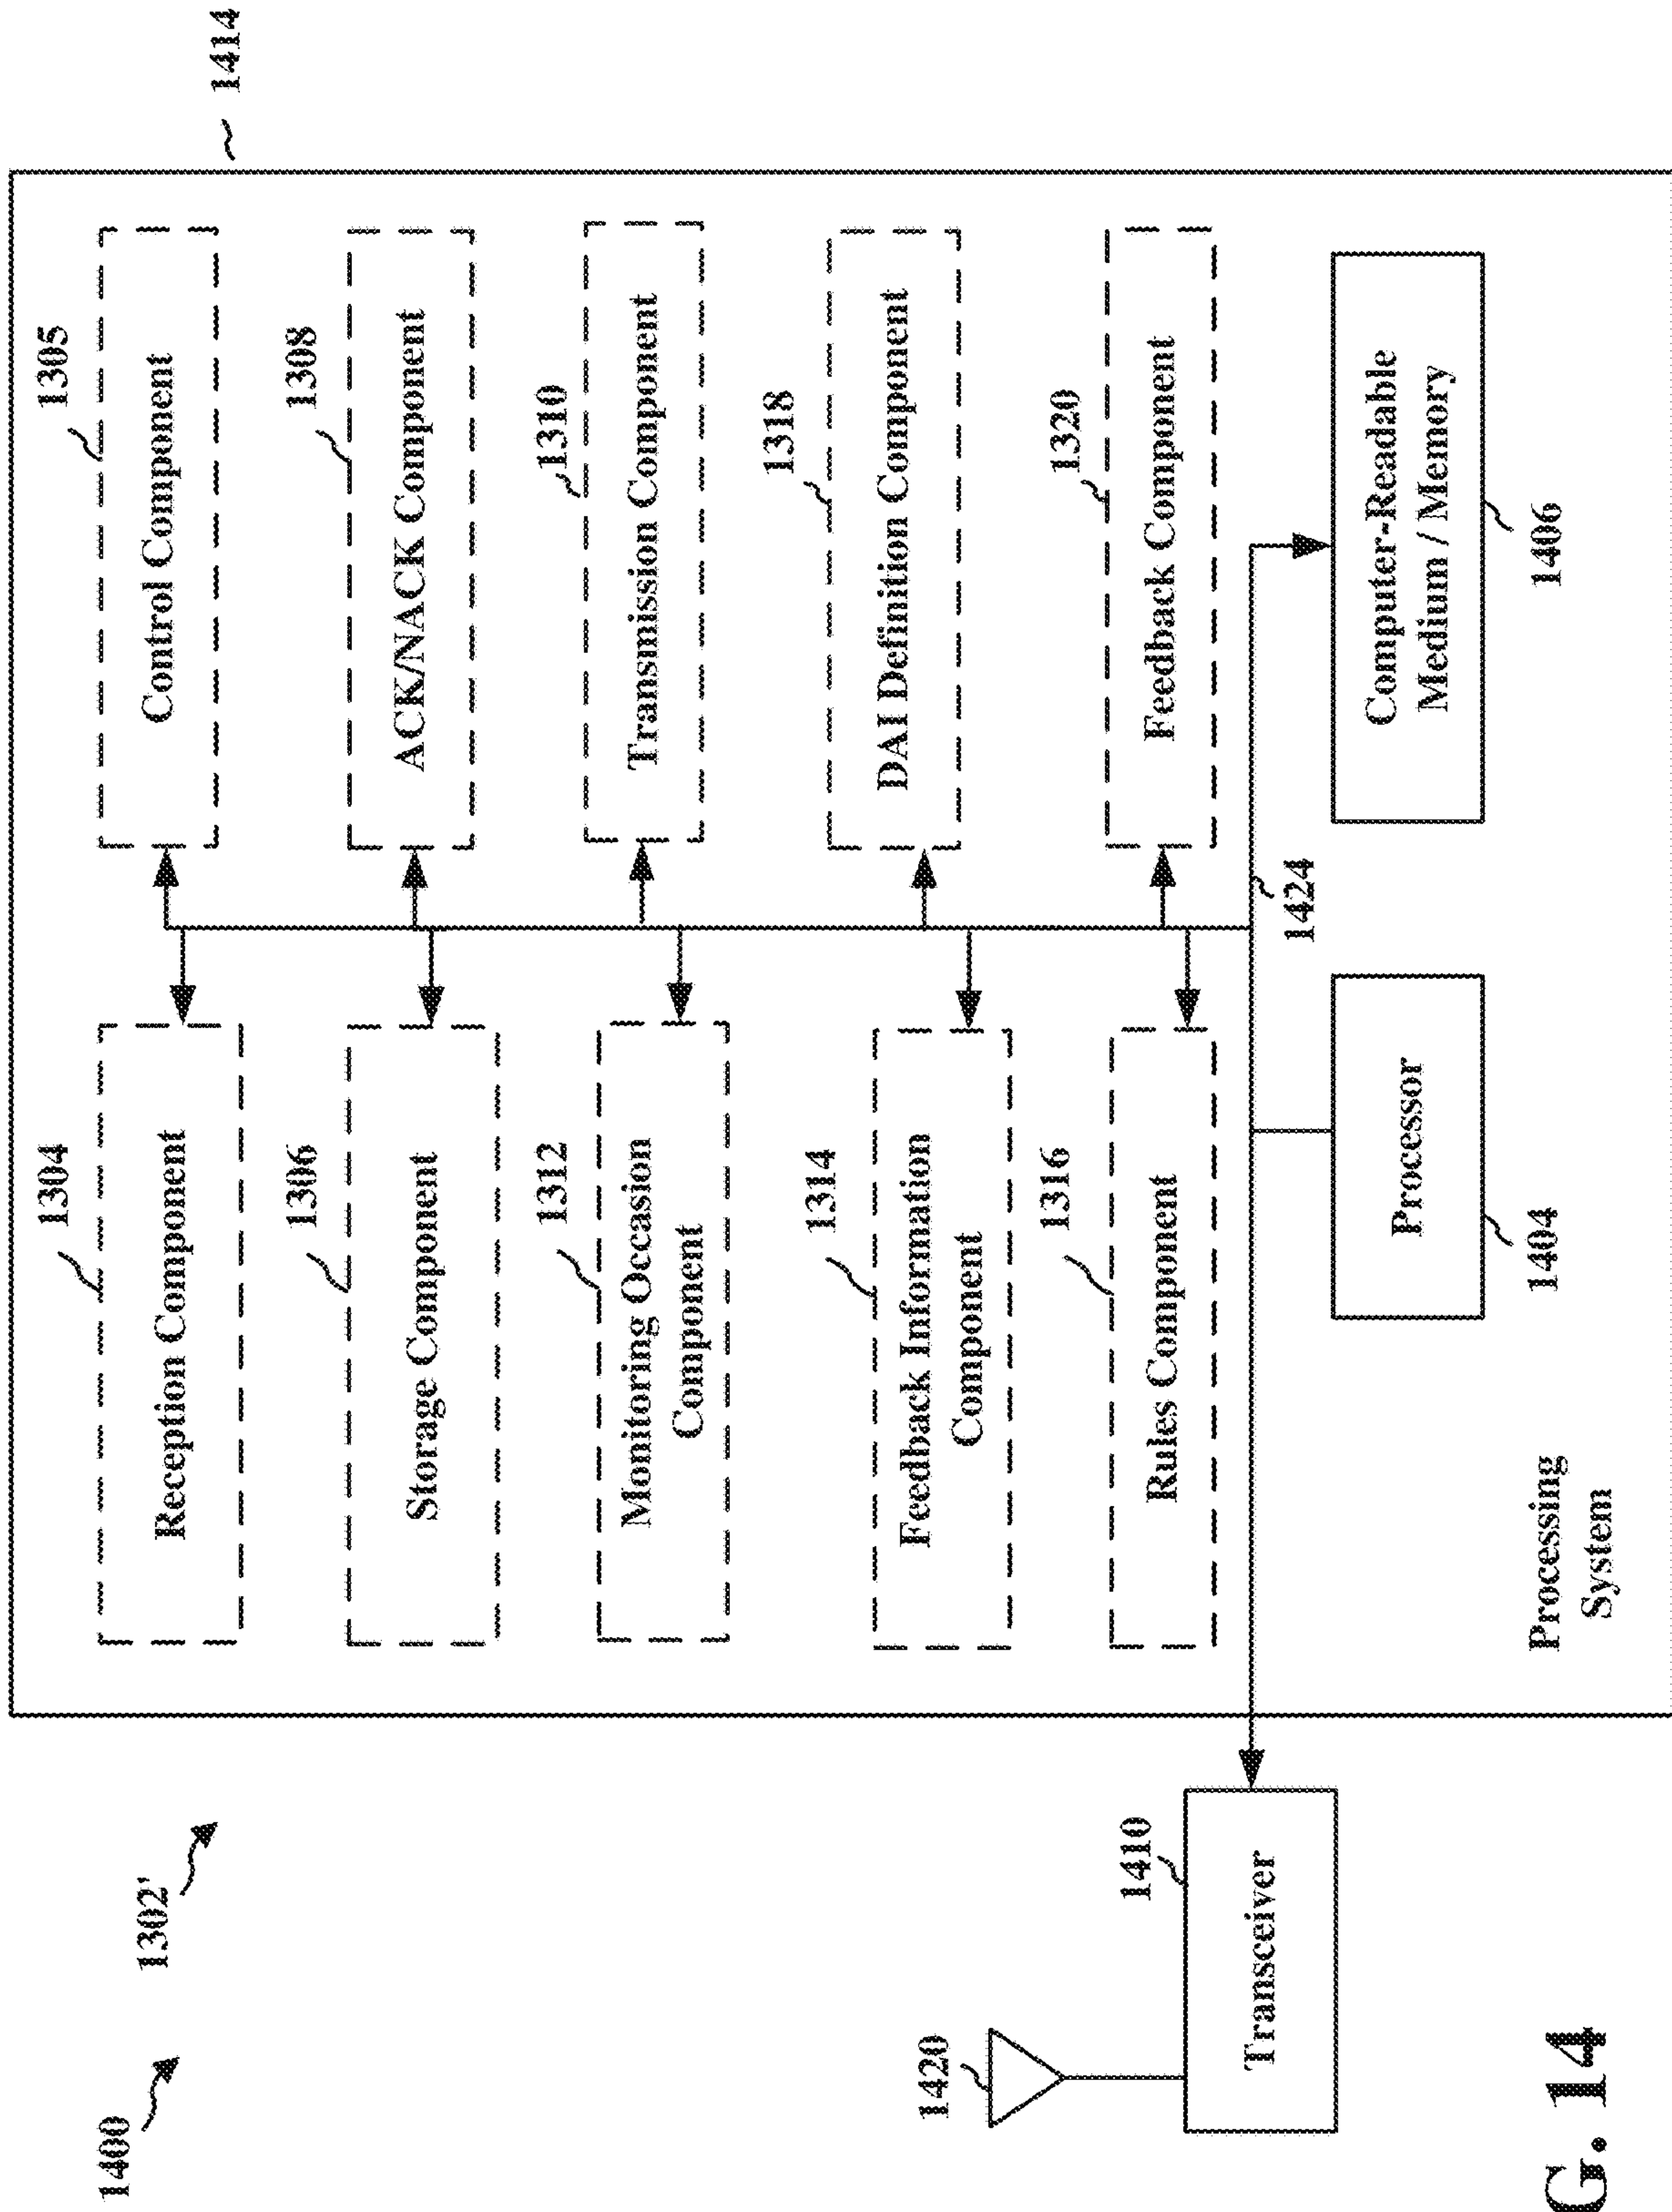 1400
1302'
1414
1304
Reception Component
1305
Control Component
1306
Storage Component
1308
ACK/NACK Component
1312
Monitoring Occasion
Component
1310
Transmission Component
1314
Feedback Information
Component
1318
DAI Definition Component
1316
Rules Component
1320
Feedback Component
1420
1410
Transceiver
1424
Processor
1404
Computer-Readable
Medium / Memory
1406
Processing
System
G. 14